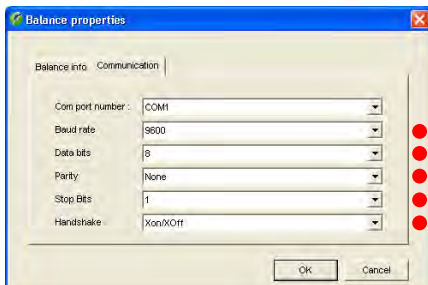 Balance properties
Balance info Communication
Com port number : COM1
Baud rate 9600
Data bits 8
Parity None
Stop Bits 1
Handshake Xon/XOff
OK Cancel